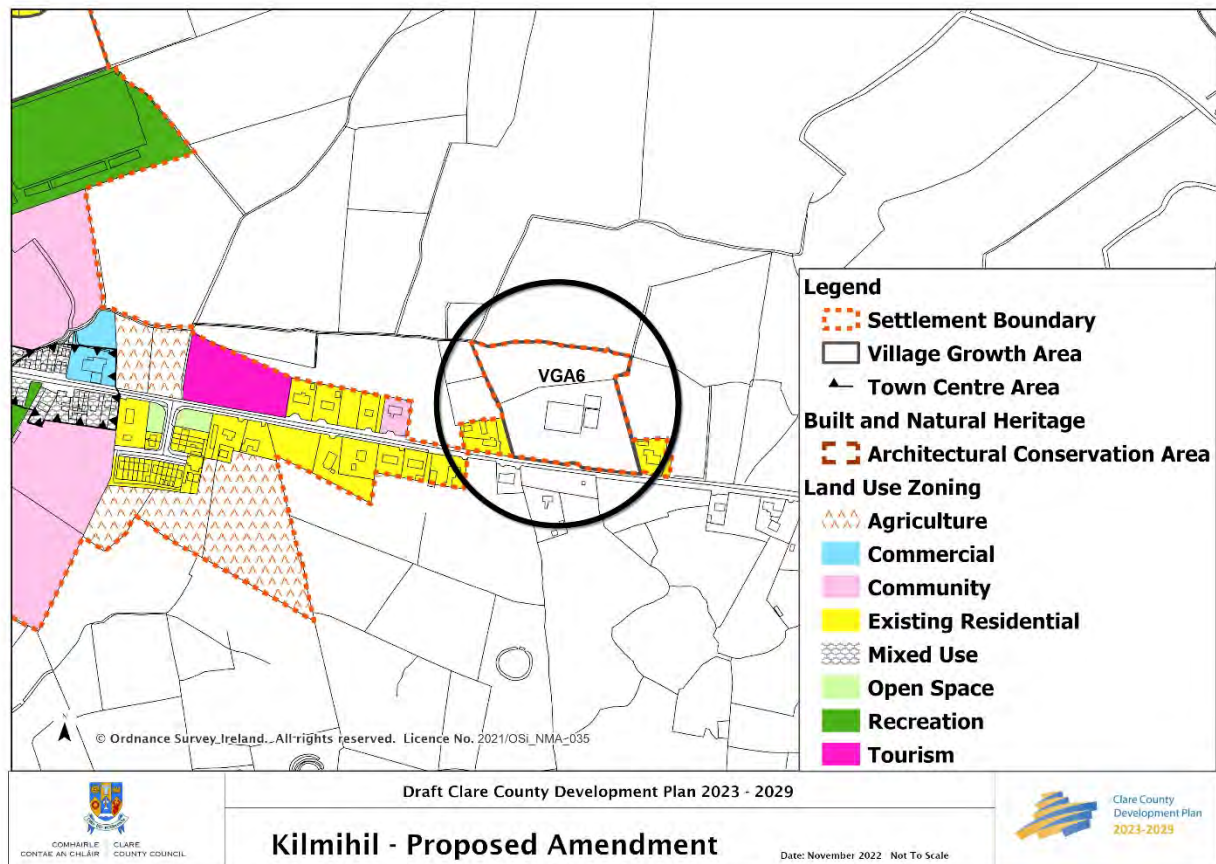 VGA6
Legend
Settlement Boundary
Village Growth Area
Town Centre Area
Built and Natural Heritage
Architectural Conservation Area
Land Use Zoning
Agriculture
Commercial
Community
Existing Residential
Mixed Use
Open Space
Recreation
Tourism
© Ordnance Survey Ireland. All rights reserved. Licence No. 2021/OSi_NMA_035
Draft Clare County Development Plan 2023 - 2029
Kilmihil - Proposed Amendment
Date: November 2022 Not To Scale
COMHAIRLE CLARE
CONTAE AN CHLÁIR COUNTY COUNCIL
Clare County
Development Plan
2023-2029